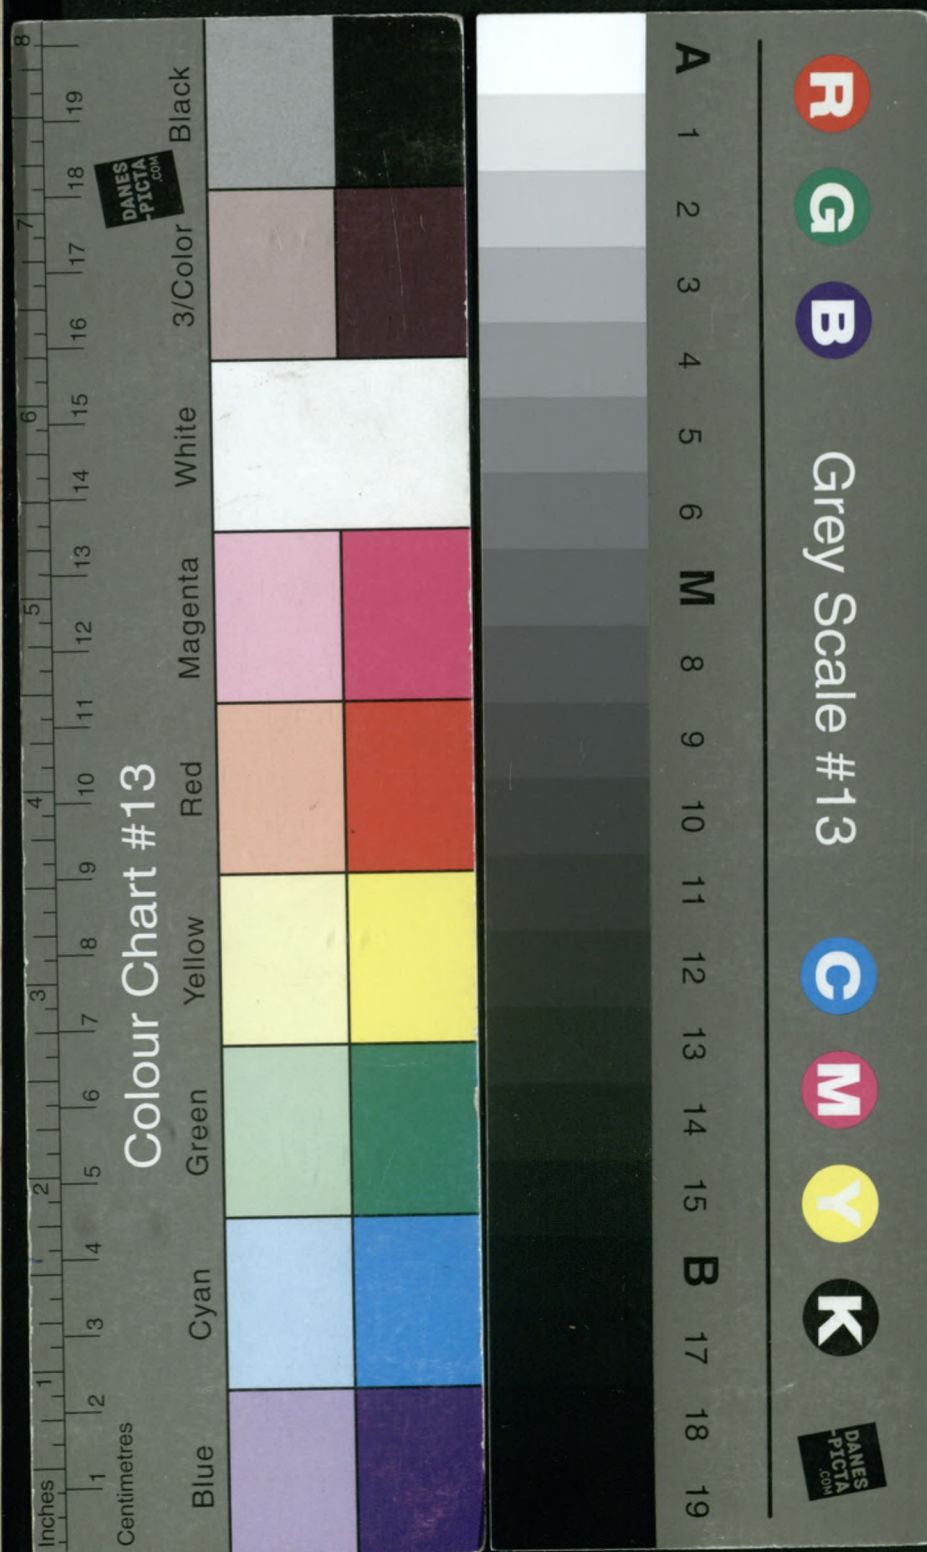 Colour Chart #13
Inches
1 2 3 4 5 6 7 8
Centimetres
1 2 3 4 5 6 7 8 9 10 11 12 13 14 15 16 17 18 19
Blue Cyan Green Yellow Red Magenta White 3/Color Black
DANES
-PICTA
.COM
R G B Grey Scale #13 C M Y K
DANES
-PICTA
.COM
A 1 2 3 4 5 6 M 8 9 10 11 12 13 14 15 B 17 18 19